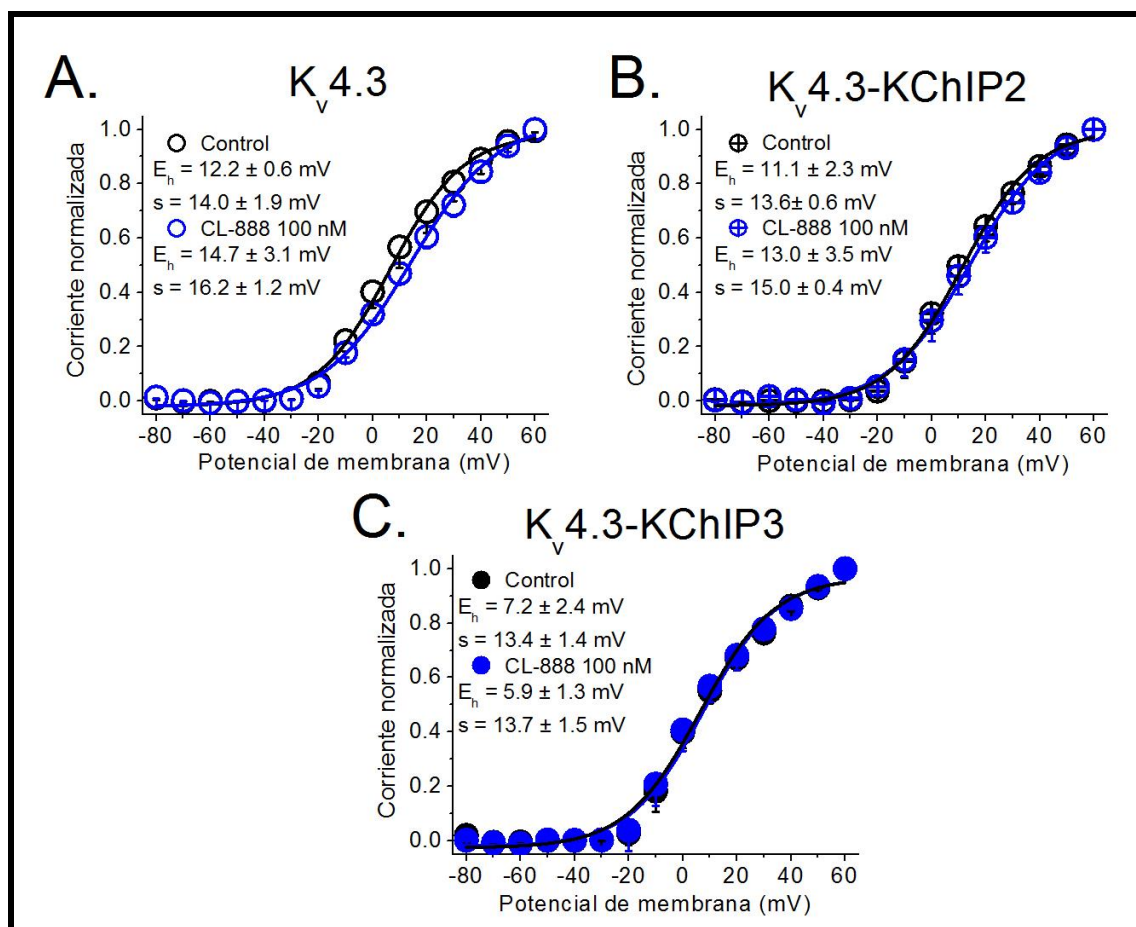 A.
Kv4.3
Corriente normalizada
1.0
0.8
0.6
0.4
0.2
0.0
Control
Eh = 12.2 ± 0.6 mV
s = 14.0 ± 1.9 mV
CL-888 100 nM
Eh = 14.7 ± 3.1 mV
s = 16.2 ± 1.2 mV
-80 -60 -40 -20 0 20 40 60
Potencial de membrana (mV)
B.
Kv4.3-KChIP2
Corriente normalizada
1.0
0.8
0.6
0.4
0.2
0.0
Control
Eh = 11.1 ± 2.3 mV
s = 13.6± 0.6 mV
CL-888 100 nM
Eh = 13.0 ± 3.5 mV
s = 15.0 ± 0.4 mV
-80 -60 -40 -20 0 20 40 60
Potencial de membrana (mV)
C.
Kv4.3-KChIP3
Corriente normalizada
1.0
0.8
0.6
0.4
0.2
0.0
Control
Eh = 7.2 ± 2.4 mV
s = 13.4 ± 1.4 mV
CL-888 100 nM
Eh = 5.9 ± 1.3 mV
s = 13.7 ± 1.5 mV
-80 -60 -40 -20 0 20 40 60
Potencial de membrana (mV)